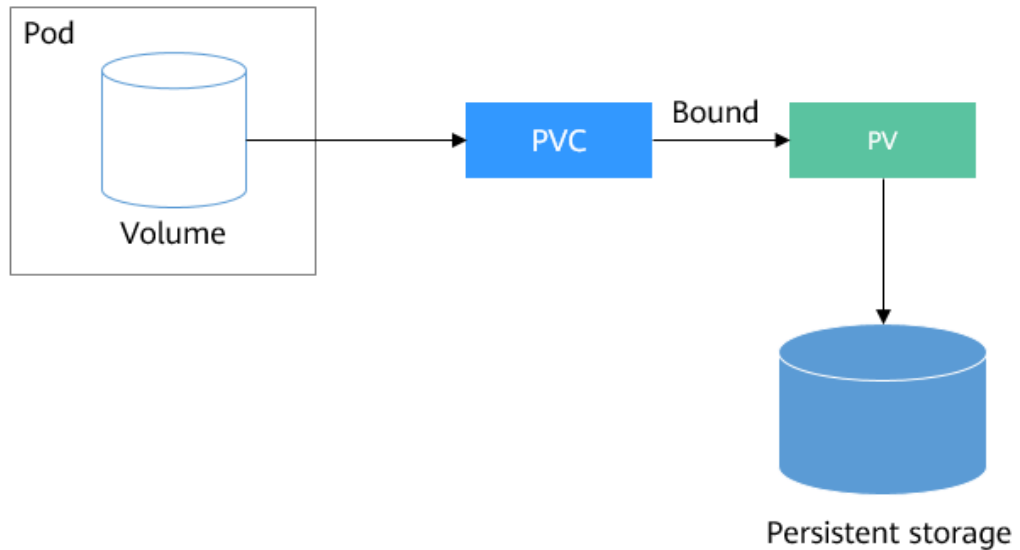 Pod
Volume
PVC
Bound
PV
Persistent storage